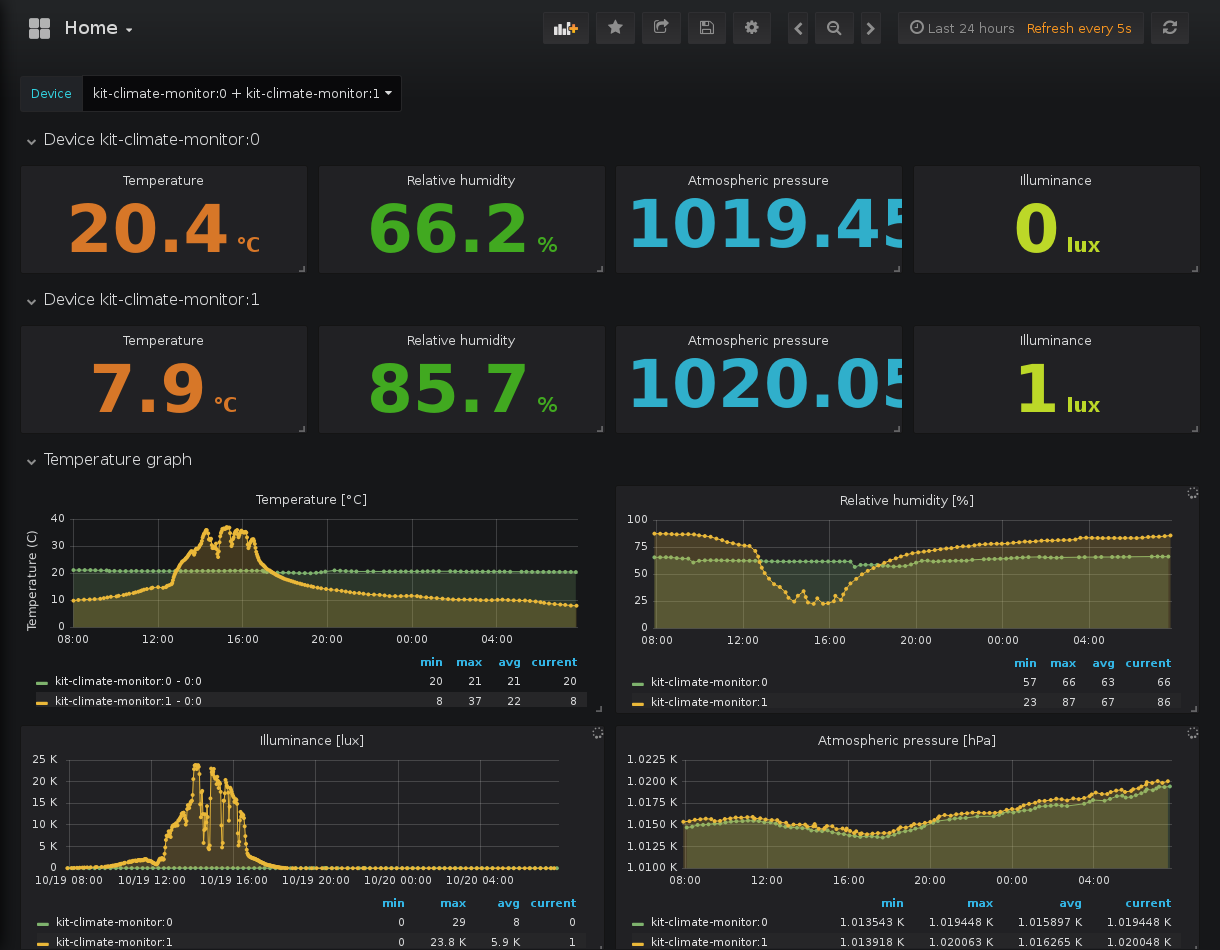 Home
Last 24 hours Refresh every 5s
Device kit-climate-monitor:0 + kit-climate-monitor:1
Device kit-climate-monitor:0
Temperature Relative humidity Atmospheric pressure Illuminance
20.4 °C 66.2 % 1019.45 0 lux
Device kit-climate-monitor:1
Temperature Relative humidity Atmospheric pressure Illuminance
7.9 °C 85.7 % 1020.05 1 lux
Temperature graph
Temperature [°C]
Temperature (C)
40
30
20
10
0
08:00 12:00 16:00 20:00 00:00 04:00
min max avg current
kit-climate-monitor:0 - 0:0 20 21 21 20
kit-climate-monitor:1 - 0:0 8 37 22 8
Relative humidity [%]
100
75
50
25
0
08:00 12:00 16:00 20:00 00:00 04:00
min max avg current
kit-climate-monitor:0 57 66 63 66
kit-climate-monitor:1 23 87 67 86
Illuminance [lux]
25 K
20 K
15 K
10 K
5 K
0
10/19 08:00 10/19 12:00 10/19 16:00 10/19 20:00 10/20 00:00 10/20 04:00
min max avg current
kit-climate-monitor:0 0 29 8 0
kit-climate-monitor:1 0 23.8 K 5.9 K 1
Atmospheric pressure [hPa]
1.0225 K
1.0200 K
1.0175 K
1.0150 K
1.0125 K
1.0100 K
08:00 12:00 16:00 20:00 00:00 04:00
min max avg current
kit-climate-monitor:0 1.013543 K 1.019448 K 1.015897 K 1.019448 K
kit-climate-monitor:1 1.013918 K 1.020063 K 1.016265 K 1.020048 K